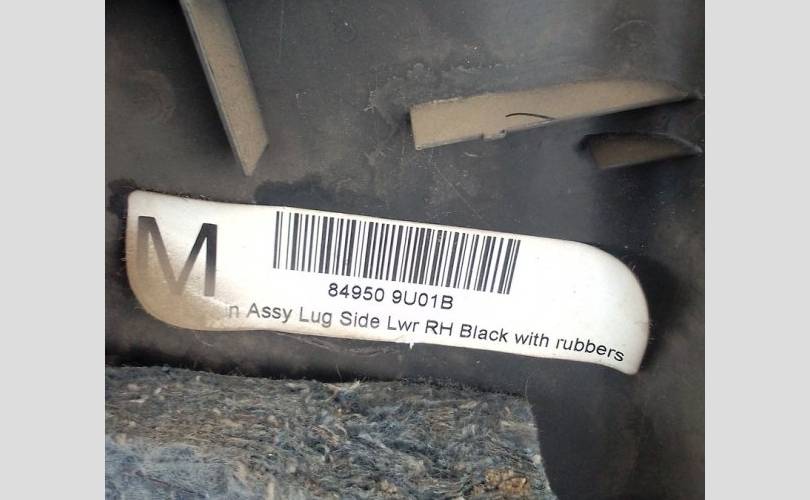 M
84950 9U01B
n Assy Lug Side Lwr RH Black with rubbers